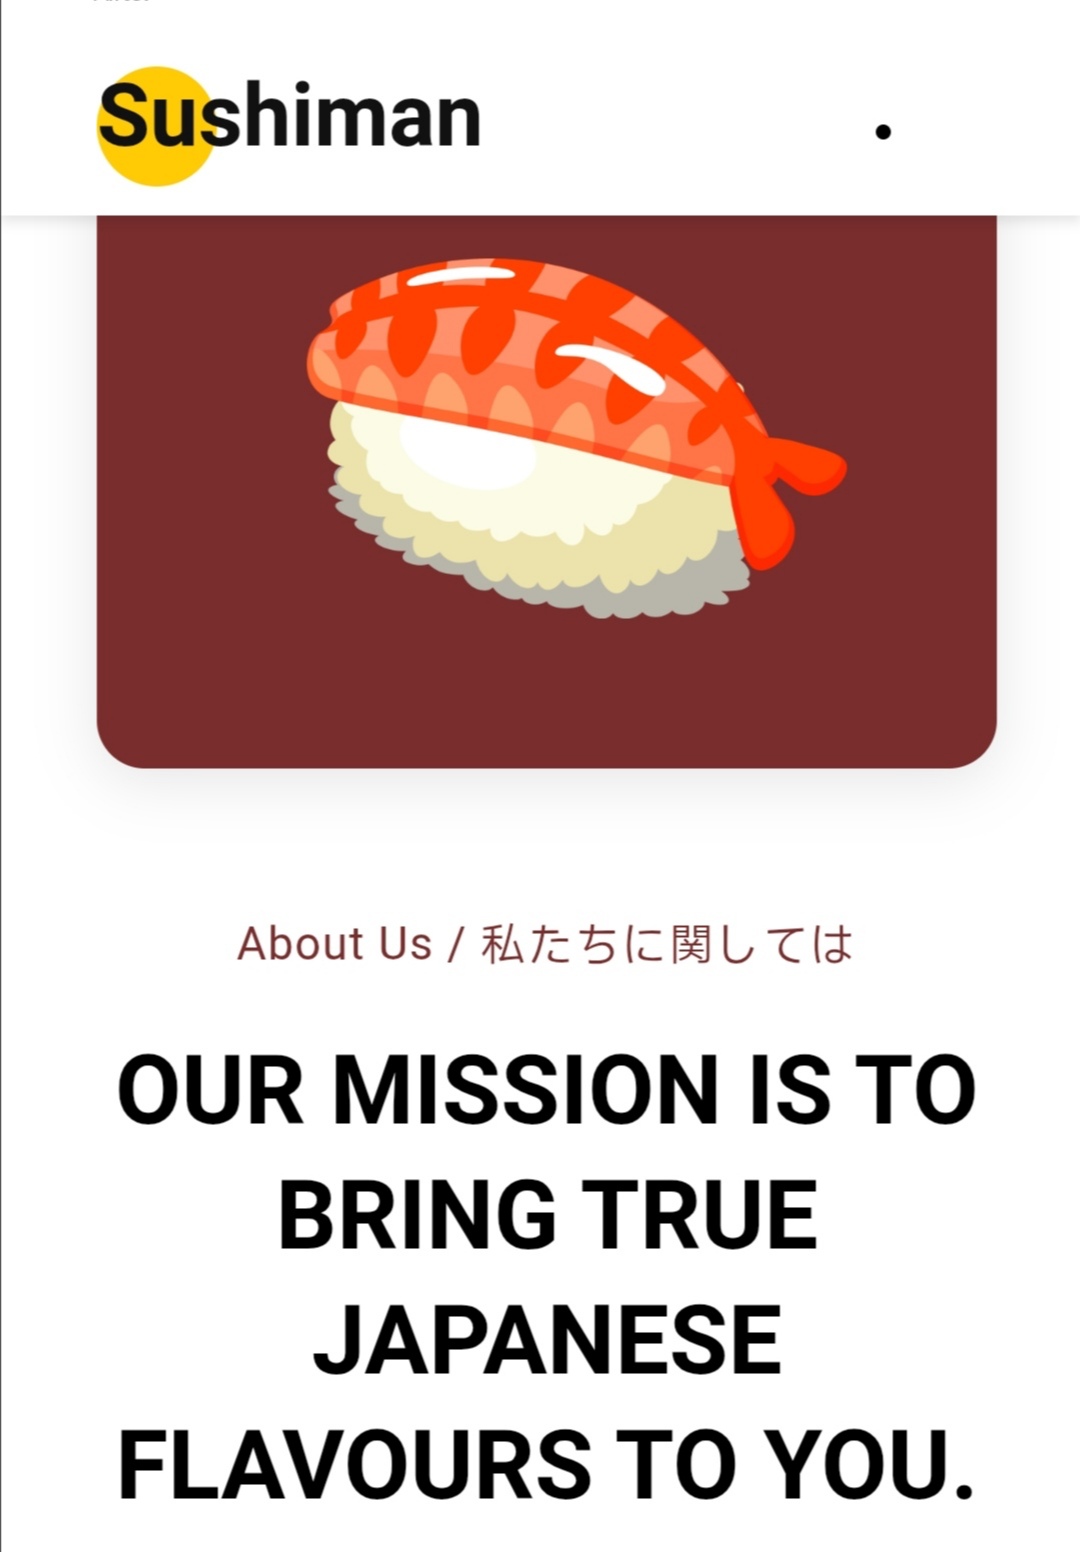 Sushiman
About Us / 私たちに関しては
OUR MISSION IS TO
BRING TRUE
JAPANESE
FLAVOURS TO YOU.